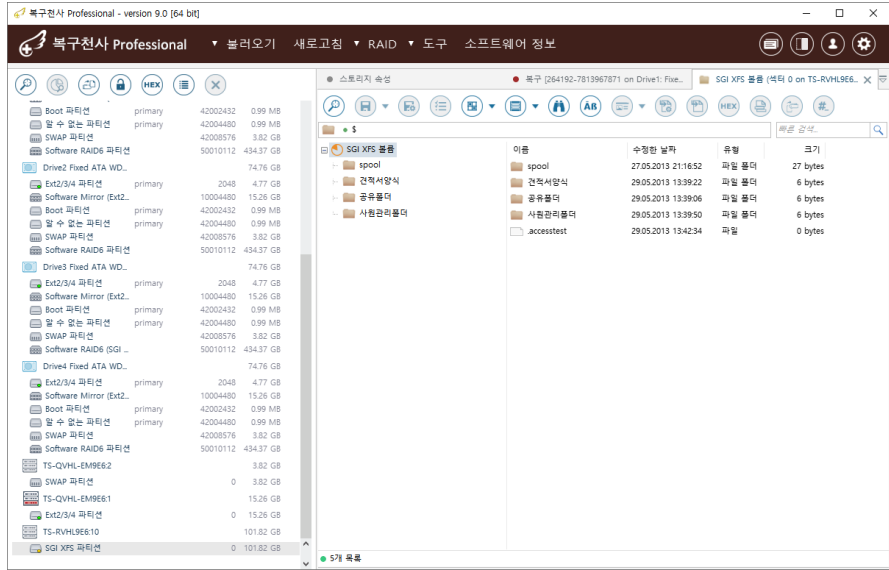 복구천사 Professional - version 9.0 [64 bit]
복구천사 Professional
불러오기 새로고침 RAID 도구 소프트웨어 정보
HEX
Boot 파티션 primary 42002432 0.99 MB
알 수 없는 파티션 primary 42004480 0.99 MB
SWAP 파티션 42008576 3.82 GB
Software RAID6 파티션 50010112 434.37 GB
Drive2 Fixed ATA WD... 74.76 GB
Ext2/3/4 파티션 primary 2048 4.77 GB
Software Mirror (Ext2... 10004480 15.26 GB
Boot 파티션 primary 42002432 0.99 MB
알 수 없는 파티션 primary 42004480 0.99 MB
SWAP 파티션 42008576 3.82 GB
Software RAID6 파티션 50010112 434.37 GB
Drive3 Fixed ATA WD... 74.76 GB
Ext2/3/4 파티션 primary 2048 4.77 GB
Software Mirror (Ext2... 10004480 15.26 GB
Boot 파티션 primary 42002432 0.99 MB
알 수 없는 파티션 primary 42004480 0.99 MB
SWAP 파티션 42008576 3.82 GB
Software RAID6 (SGI ... 50010112 434.37 GB
Drive4 Fixed ATA WD... 74.76 GB
Ext2/3/4 파티션 primary 2048 4.77 GB
Software Mirror (Ext2... 10004480 15.26 GB
Boot 파티션 primary 42002432 0.99 MB
알 수 없는 파티션 primary 42004480 0.99 MB
SWAP 파티션 42008576 3.82 GB
Software RAID6 파티션 50010112 434.37 GB
TS-QVHL-EM9E6:2 3.82 GB
SWAP 파티션 0 3.82 GB
TS-QVHL-EM9E6:1 15.26 GB
Ext2/3/4 파티션 0 15.26 GB
TS-RVHL9E6:10 101.82 GB
SGI XFS 파티션 0 101.82 GB
스토리지 속성 복구 [264192-7813967871 on Drive1: Fixe... SGI XFS 볼륨 (섹터 0 on TS-RVHL9E6...
AB HEX #...
$ 빠른 검색...
SGI XFS 볼륨
spool
견적서양식
공유폴더
사원관리폴더
이름 수정한 날짜 유형 크기
spool 27.05.2013 21:16:52 파일 폴더 27 bytes
견적서양식 29.05.2013 13:39:22 파일 폴더 6 bytes
공유폴더 29.05.2013 13:39:06 파일 폴더 6 bytes
사원관리폴더 29.05.2013 13:39:50 파일 폴더 6 bytes
.accesstest 29.05.2013 13:42:34 파일 0 bytes
5개 목록